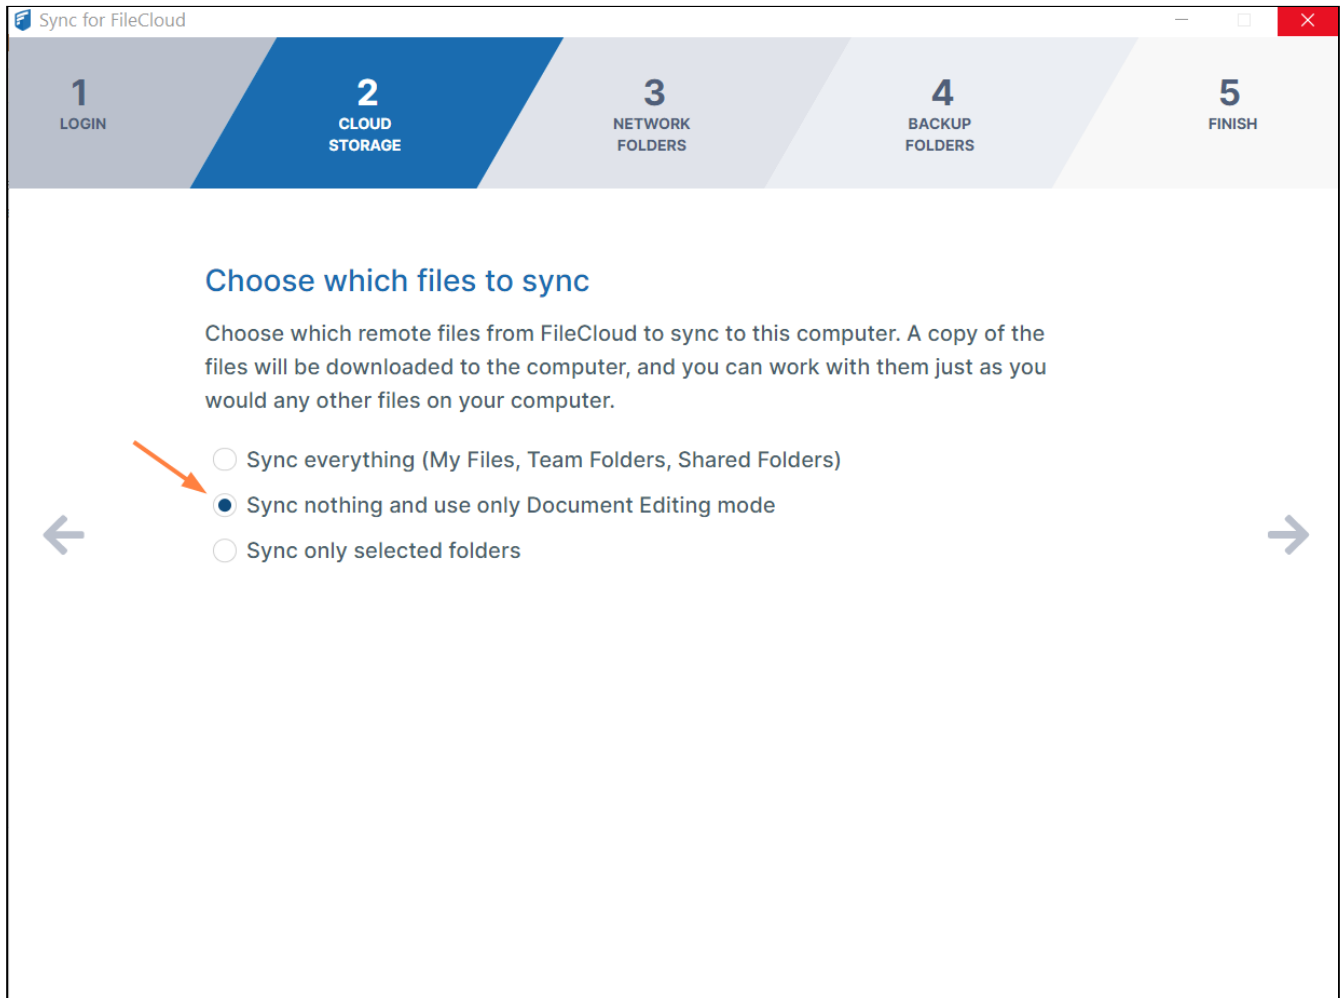 Sync for FileCloud
1
LOGIN
2
CLOUD
STORAGE
3
NETWORK
FOLDERS
4
BACKUP
FOLDERS
5
FINISH
Choose which files to sync
Choose which remote files from FileCloud to sync to this computer. A copy of the
files will be downloaded to the computer, and you can work with them just as you
would any other files on your computer.
Sync everything (My Files, Team Folders, Shared Folders)
Sync nothing and use only Document Editing mode
Sync only selected folders